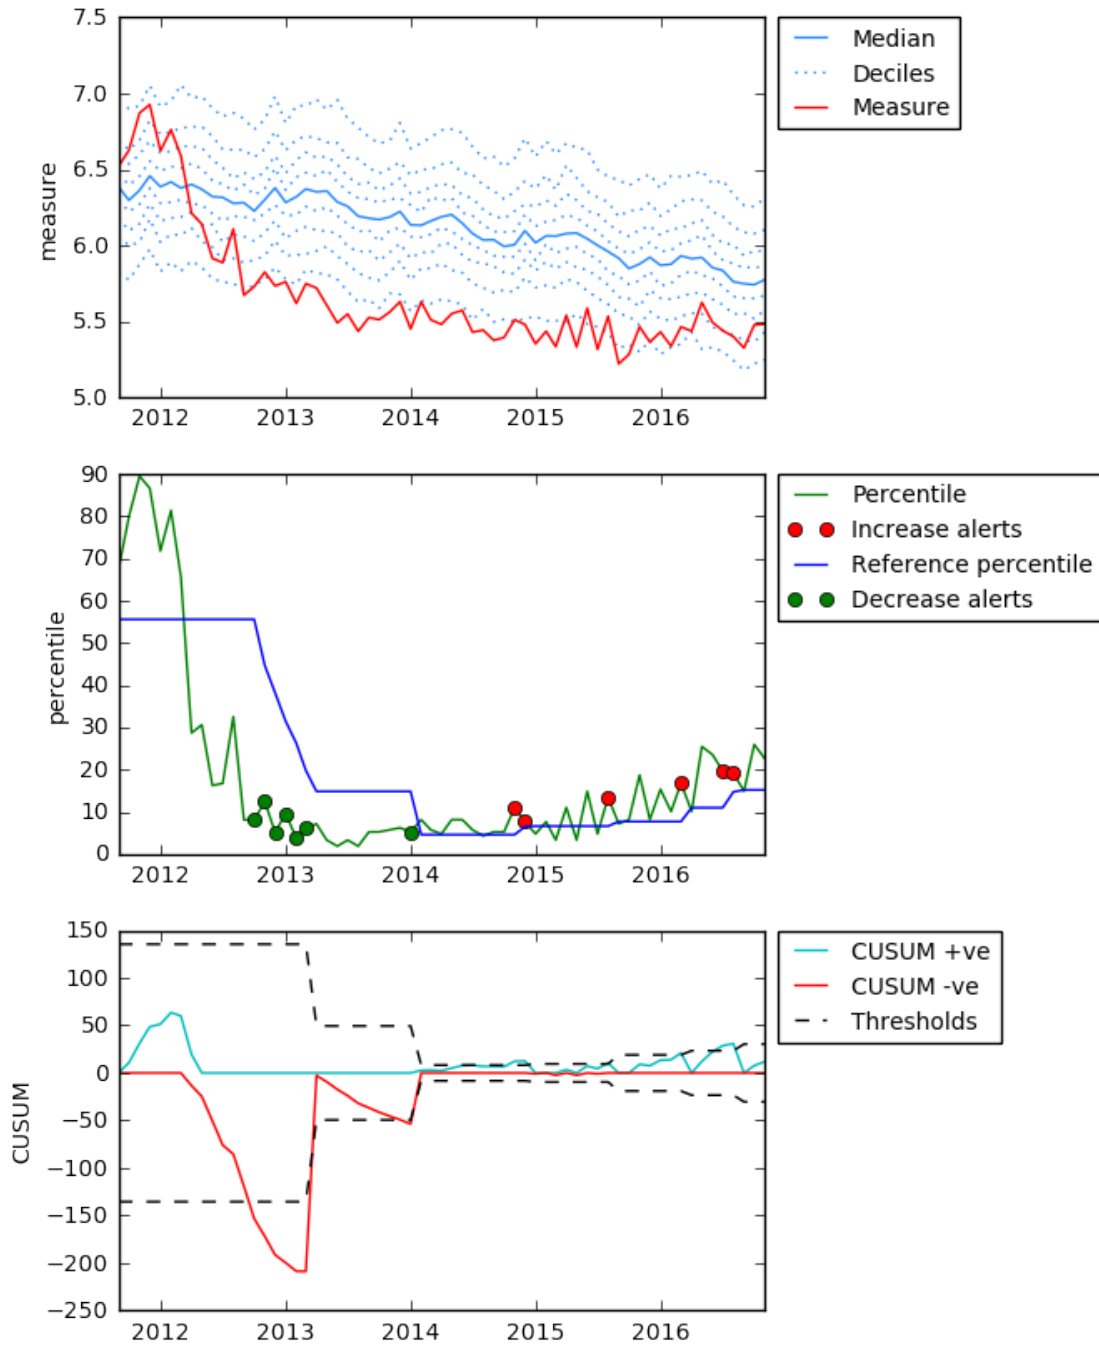 7.5
7.0
6.5
6.0
5.5
5.0
measure
2012 2013 2014 2015 2016
Median
Deciles
Measure
90
80
70
60
50
40
30
20
10
0
percentile
2012 2013 2014 2015 2016
Percentile
Increase alerts
Reference percentile
Decrease alerts
150
100
50
0
−50
−100
−150
−200
−250
CUSUM
2012 2013 2014 2015 2016
CUSUM +ve
CUSUM -ve
Thresholds